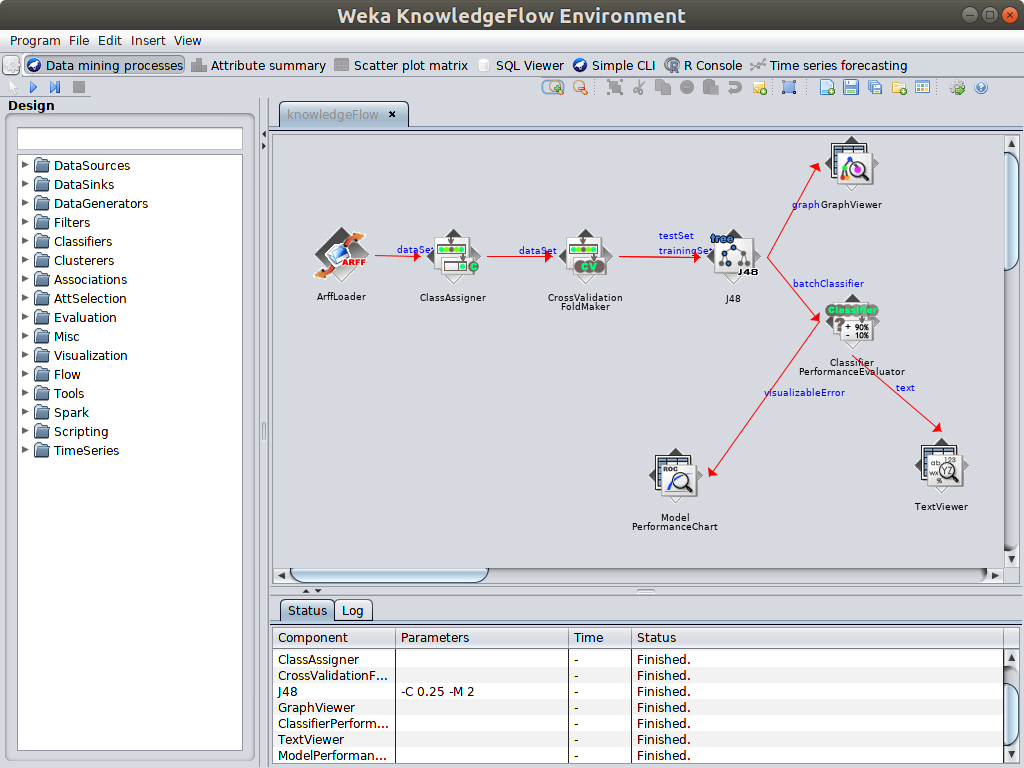 Weka KnowledgeFlow Environment
Program File Edit Insert View
Data mining processes Attribute summary Scatter plot matrix SQL Viewer Simple CLI R Console Time series forecasting
Design
knowledgeFlow ×
DataSources
DataSinks
DataGenerators
Filters
Classifiers
Clusterers
Associations
AttSelection
Evaluation
Misc
Visualization
Flow
Tools
Spark
Scripting
TimeSeries
ARFF
ArffLoader
dataSet
C
ClassAssigner
dataSet
CV
CrossValidation
FoldMaker
testSet
trainingSet
tree
J48
J48
graph
GraphViewer
batchClassifier
Classifier
? + 90%
- 10%
Classifier
PerformanceEvaluator
visualizableError
text
ROC
Model
PerformanceChart
ab 123
wx YZ
%
TextViewer
Status Log
Component Parameters Time Status
ClassAssigner - Finished.
CrossValidationF... - Finished.
J48 -C 0.25 -M 2 - Finished.
GraphViewer - Finished.
ClassifierPerform... - Finished.
TextViewer - Finished.
ModelPerforman... - Finished.